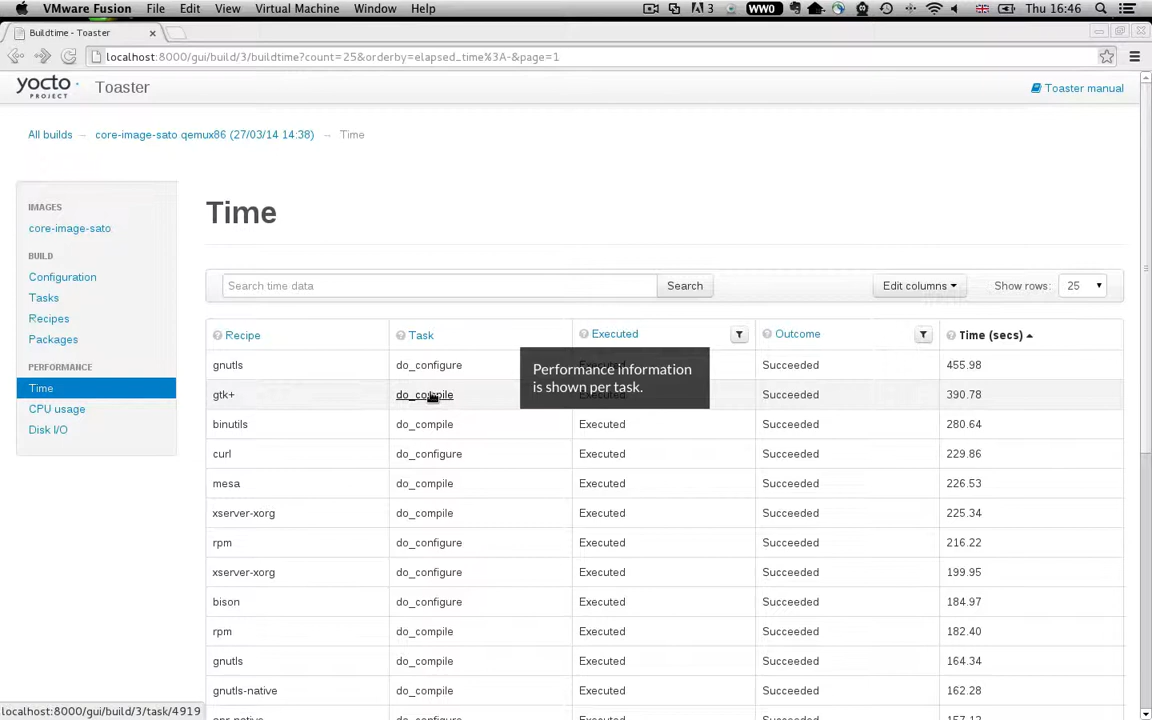 VMware Fusion File Edit View Virtual Machine Window Help 3 WW0 Thu 16:46
Buildtime - Toaster
localhost:8000/gui/build/3/buildtime?count=25&orderby=elapsed_time%3A-&page=1
yocto PROJECT Toaster Toaster manual
All builds → core-image-sato qemux86 (27/03/14 14:38) → Time
IMAGES
core-image-sato
BUILD
Configuration
Tasks
Recipes
Packages
PERFORMANCE
Time
CPU usage
Disk I/O
Time
Search time data Search Edit columns Show rows: 25
Recipe Task Executed Outcome Time (secs)
gnutls do_configure Succeeded 455.98
Performance information
is shown per task.
gtk+ do_compile Executed Succeeded 390.78
binutils do_compile Executed Succeeded 280.64
curl do_configure Executed Succeeded 229.86
mesa do_compile Executed Succeeded 226.53
xserver-xorg do_compile Executed Succeeded 225.34
rpm do_configure Executed Succeeded 216.22
xserver-xorg do_configure Executed Succeeded 199.95
bison do_configure Executed Succeeded 184.97
rpm do_compile Executed Succeeded 182.40
gnutls do_compile Executed Succeeded 164.34
gnutls-native do_compile Executed Succeeded 162.28
localhost:8000/gui/build/3/task/4919